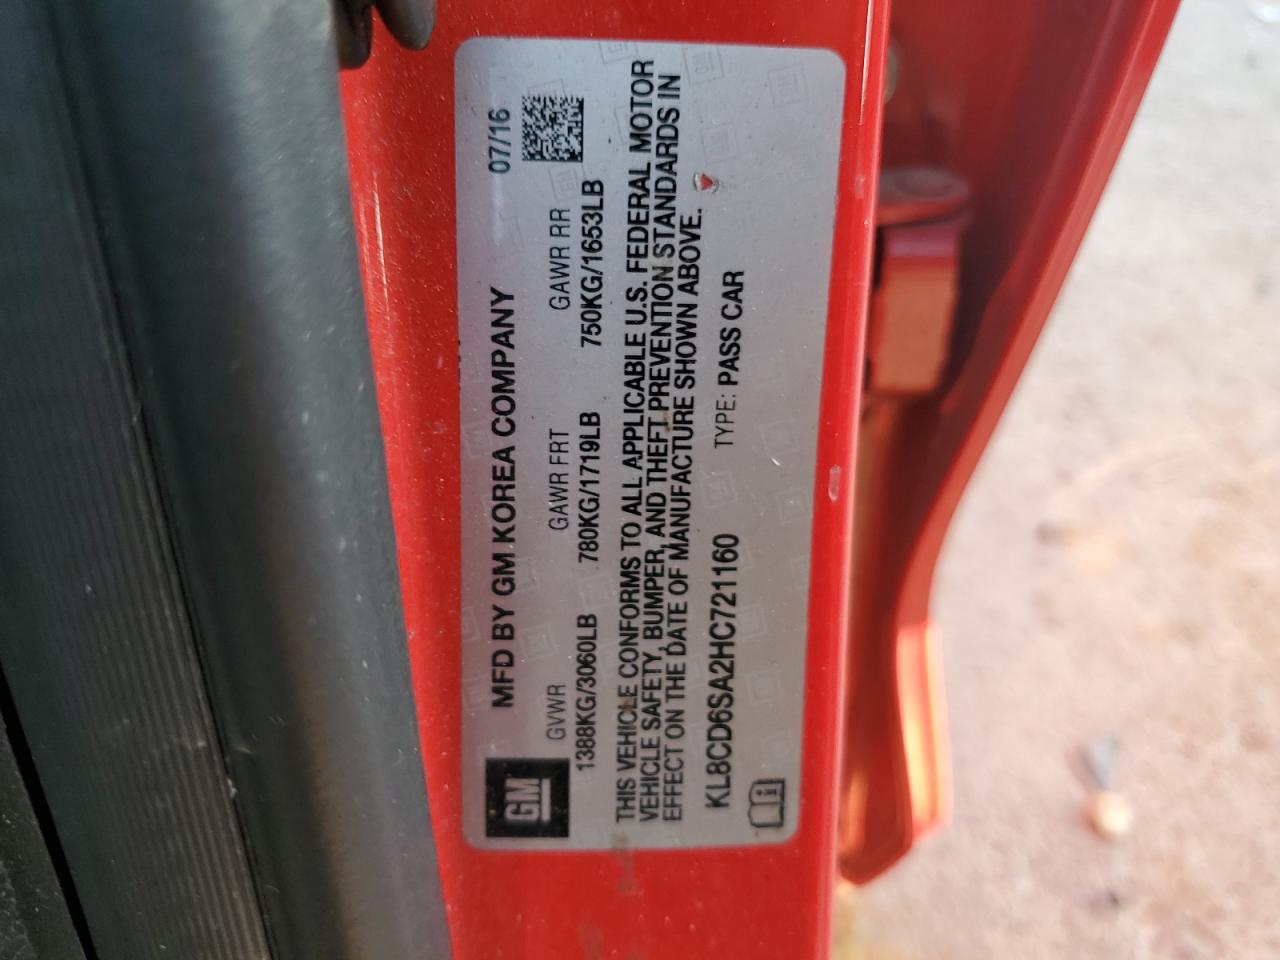 GM
MFD BY GM KOREA COMPANY 07/16
GVWR GAWR FRT GAWR RR
1388KG/3060LB 780KG/1719LB 750KG/1653LB
THIS VEHICLE CONFORMS TO ALL APPLICABLE U.S. FEDERAL MOTOR
VEHICLE SAFETY, BUMPER, AND THEFT PREVENTION STANDARDS IN
EFFECT ON THE DATE OF MANUFACTURE SHOWN ABOVE.
KL8CD6SA2HC721160 TYPE: PASS CAR